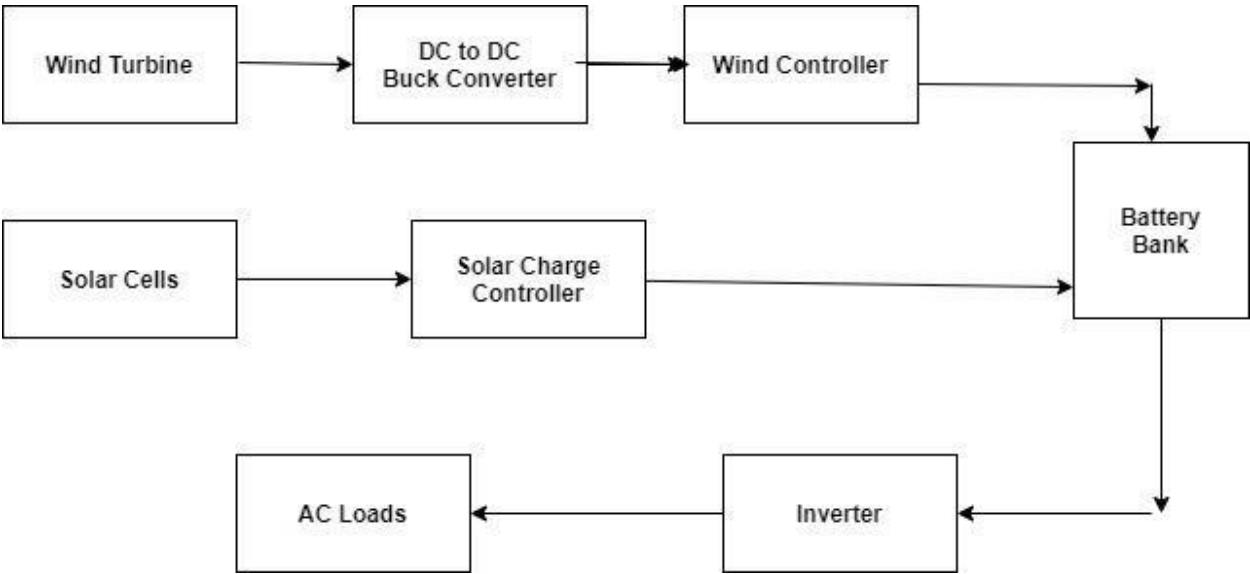 Wind Turbine
DC to DC
Buck Converter
Wind Controller
Battery
Bank
Solar Cells
Solar Charge
Controller
AC Loads
Inverter